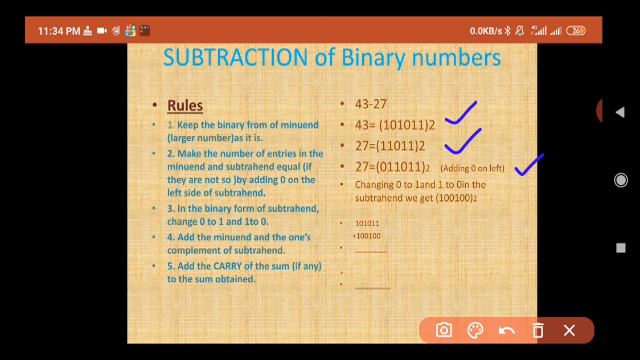 11:34 PM
0.0KB/s
SUBTRACTION of Binary numbers
• Rules
• 1. Keep the binary from of minuend
(larger number)as it is.
• 2. Make the number of entries in the
minuend and subtrahend equal (if
they are not so )by adding 0 on the
left side of subtrahend.
• 3. In the binary form of subtrahend,
change 0 to 1 and 1to 0.
• 4. Add the minuend and the one's
complement of subtrahend.
• 5. Add the CARRY of the sum (if any)
to the sum obtained.
• 43-27
• 43= (101011)2
• 27=(11011)2
• 27=(011011)2 (Adding 0 on left)
• Changing 0 to 1and 1 to 0in the
subtrahend we get (100100)2
• 101011
+100100
• ________
• +
• ________